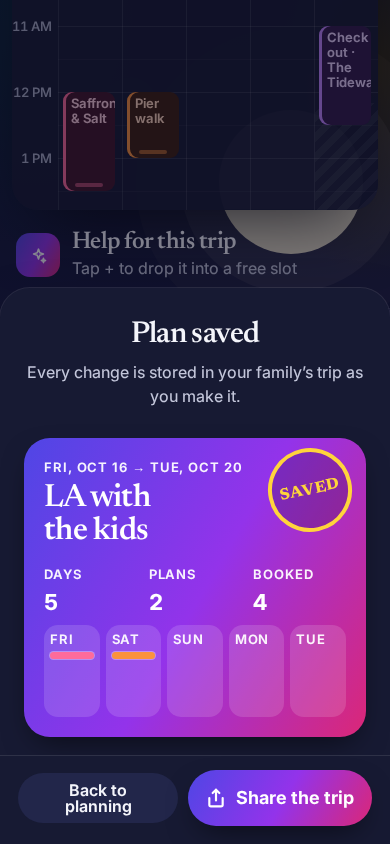 11 AM
Check
out ·
The
Tidewa
12 PM
Saffron
& Salt
Pier
walk
1 PM
Help for this trip
Tap + to drop it into a free slot
Plan saved
Every change is stored in your family's trip as
you make it.
FRI, OCT 16 → TUE, OCT 20
SAVED
LA with
the kids
DAYS PLANS BOOKED
5 2 4
FRI SAT SUN MON TUE
Back to
planning
Share the trip